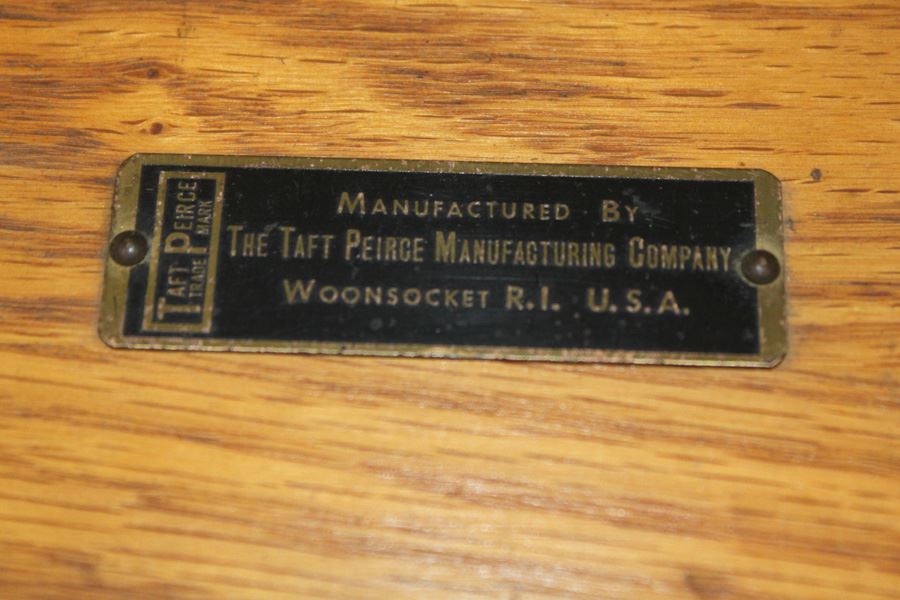 TAFT PEIRCE
TRADE MARK
MANUFACTURED BY
THE TAFT PEIRCE MANUFACTURING COMPANY
WOONSOCKET R.I. U.S.A.